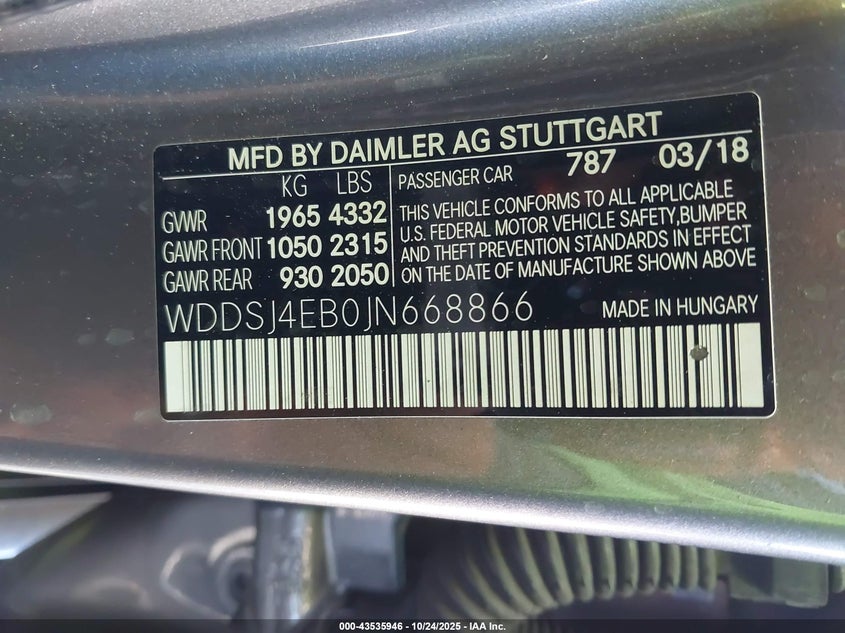 MFD BY DAIMLER AG STUTTGART
KG LBS
GVWR 1965 4332
GAWR FRONT 1050 2315
GAWR REAR 930 2050
PASSENGER CAR 787 03/18
THIS VEHICLE CONFORMS TO ALL APPLICABLE
U.S. FEDERAL MOTOR VEHICLE SAFETY,BUMPER
AND THEFT PREVENTION STANDARDS IN EFFECT
ON THE DATE OF MANUFACTURE SHOWN ABOVE
WDDSJ4EB0JN668866 MADE IN HUNGARY
000-43535946 - 10/24/2025 - IAA Inc.